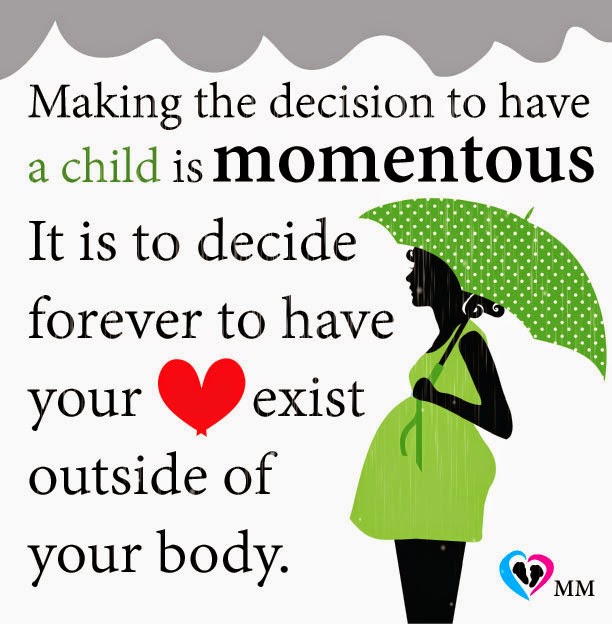 Making the decision to have
a child is momentous
It is to decide
forever to have
your exist
outside of
your body.
MM